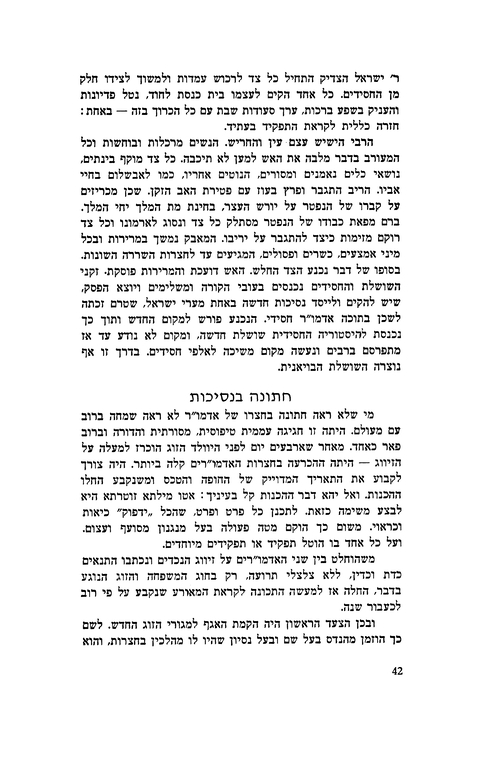 ר׳ ישראל הצדיק התחיל כל צד לרכוש עמדות ולמשוך לצידו חלק
מן החסידים. כל אחד הקים לעצמו בית כנסת לחוד, נטל פדיונות
והעניק בשפע ברכות, ערך סעודות שבת עם כל הכרוך בזה — באחת:
חזרה כללית לקראת התפקיד בעתיד.
הרבי הישיש עצם עין והחריש. הנשים מרכלות ובוחשות וכל
המעורב בדבר מלבה את האש למען לא תיכבה. כל צד מוקף בינתים,
נושאי כלים נאמנים ומסורים, הנוטים אחריו, כמו לאבשלום בחיי
אביו. הריב התגבר ופרץ בעוז עם פטירת האב הזקן. שכן מכריזים
על קברו של הנפטר על יורש העצר, בחינת מת המלך יחי המלך.
ברם מפאת כבודו של הנפטר מסתלק כל צד ונסוג לארמונו וכל צד
רוקם מזימות כיצד להתגבר על יריבו. המאבק נמשך במרירות ובכל
מיני אמצעים, כשרים ופסולים, המגיעים עד לחצרות השררה השונות.
בסופו של דבר נכנע הצד החלש. האש דועכת והמרירות פוסקת. זקני
השושלת והחסידים נכנסים בעובי הקורה ומשלימים ויוצא הפסק,
שיש להקים ולייסד נסיכות חדשה באחת מערי ישראל, שטרם זכתה
לשכן בתוכה אדמו״ר חסידי. הנכנע פורש למקום החדש ותוך כך
נכנסת להיסטוריה החסידית שושלת חדשה, ומקום לא נודע עד אז
מתפרסם ברבים ונעשה מקום משיכה לאלפי חסידים. בדרך זו אף
נוצרה השושלת הבויאנית.
חתונה בנסיכות
מי שלא ראה חתונה בחצרו של אדמו״ר לא ראה שמחה ברוב
עם מעולם. היתה זו חגיגה עממית טיפוסית, מסורתית והדורה וברוב
פאר כאחד. מאחר שארבעים יום לפני היוולד הזוג הוכרז למעלה על
הזיווג — היתה ההכרעה בחצרות האדמו״רים קלה ביותר. היה צורך
לקבוע את התאריך המדוייק של החופה והטכס ומשנקבע החלו
ההכנות. ואל יהא דבר ההכנות קל בעיניך: אטו מילתא זוטרתא היא
לבצע משימה כזאת. לתכנן כל פרט ופרט, שהכל „ידפוק״ כיאות
וכראוי. משום כך הוקם מטה פעולה בעל מנגנון מסועף ועצום.
ועל כל אחד בו הוטל תפקיד או תפקידים מיוחדים.
משהוחלט בין שני האדמו״רים על זיווג הנכדים ונכתבו התנאים
כדת וכדין, ללא צלצלי תרועה, רק בחוג המשפחה והזוג הנוגע
בדבר, החלה אז למעשה התכונה לקראת המאורע שנקבע על פי רוב
לכעבור שנה.
ובכן הצעד הראשון היה הקמת האגף למגורי הזוג החדש. לשם
כך הוזמן מהנדס בעל שם ובעל נסיון שהיו לו מהלכין בחצרות, והוא
42